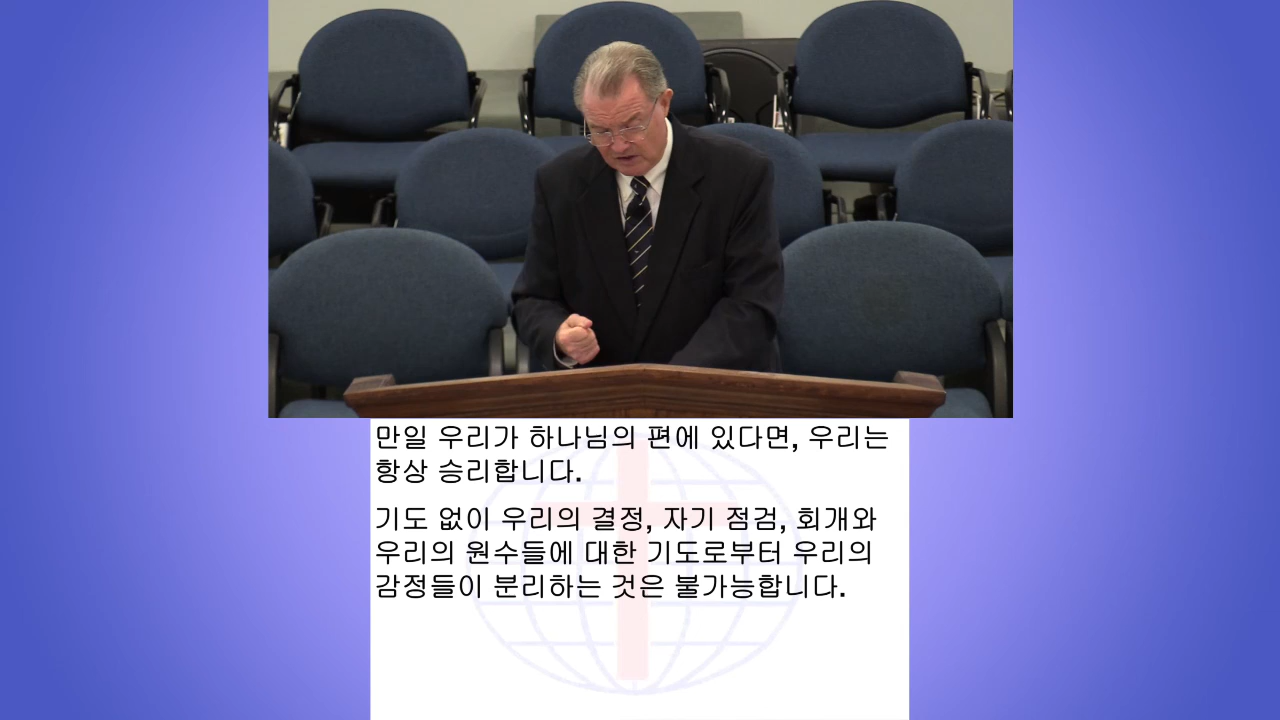 만일 우리가 하나님의 편에 있다면, 우리는
항상 승리합니다.
기도 없이 우리의 결정, 자기 점검, 회개와
우리의 원수들에 대한 기도로부터 우리의
감정들이 분리하는 것은 불가능합니다.